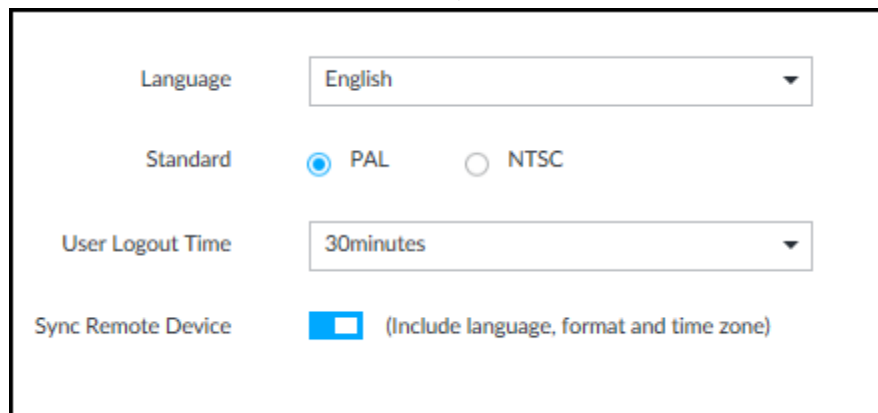 Language English
Standard PAL NTSC
User Logout Time 30minutes
Sync Remote Device (Include language, format and time zone)